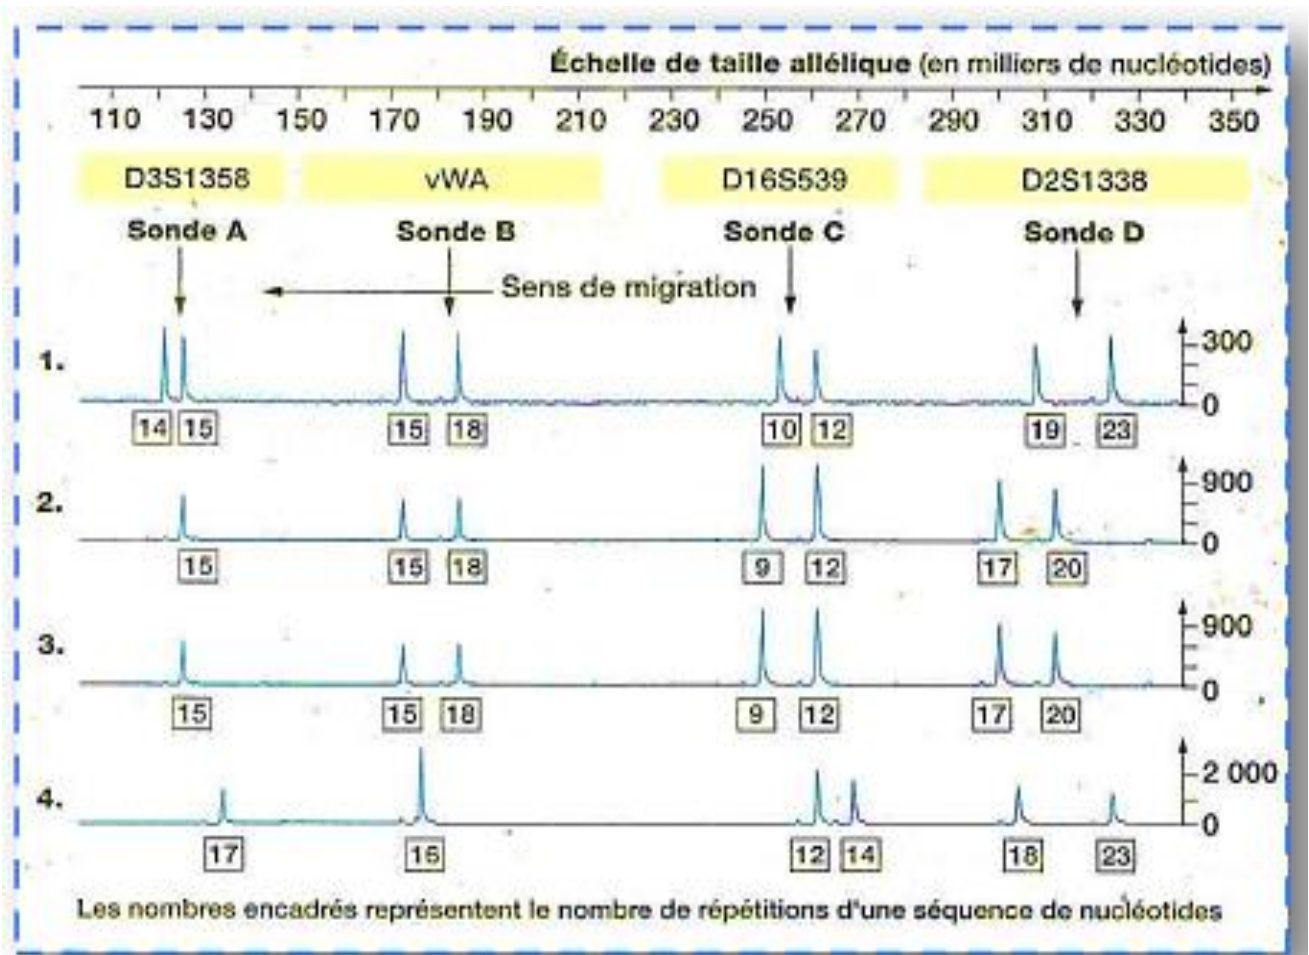 Échelle de taille allélique (en milliers de nucléotides)
110 130 150 170 190 210 230 250 270 290 310 330 350
D3S1358 vWA D16S539 D2S1338
Sonde A Sonde B Sonde C Sonde D
Sens de migration
1. 300
0
14 15 15 18 10 12 19 23
2. 900
0
15 15 18 9 12 17 20
3. 900
0
15 15 18 9 12 17 20
4. 2 000
0
17 16 12 14 18 23
Les nombres encadrés représentent le nombre de répétitions d'une séquence de nucléotides